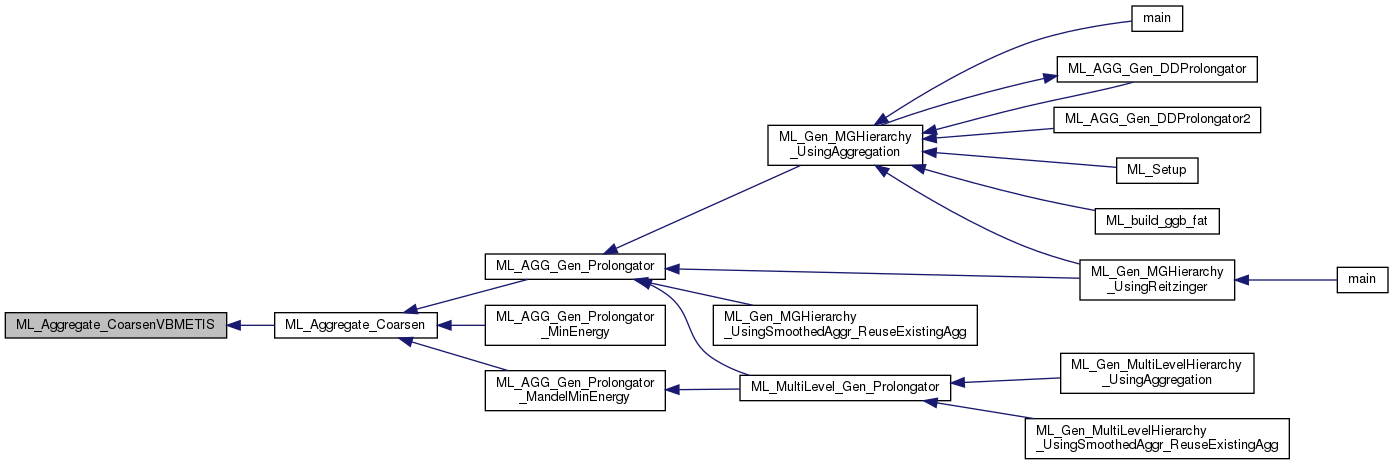 main
ML_AGG_Gen_DDProlongator
ML_Gen_MGHierarchy
_UsingAggregation
ML_AGG_Gen_DDProlongator2
ML_Setup
ML_build_ggb_fat
ML_AGG_Gen_Prolongator
ML_Gen_MGHierarchy
_UsingReitzinger
main
ML_Aggregate_CoarsenVBMETIS
ML_Aggregate_Coarsen
ML_AGG_Gen_Prolongator
_MinEnergy
ML_Gen_MGHierarchy
_UsingSmoothedAggr_ReuseExistingAgg
ML_AGG_Gen_Prolongator
_MandelMinEnergy
ML_MultiLevel_Gen_Prolongator
ML_Gen_MultiLevelHierarchy
_UsingAggregation
ML_Gen_MultiLevelHierarchy
_UsingSmoothedAggr_ReuseExistingAgg